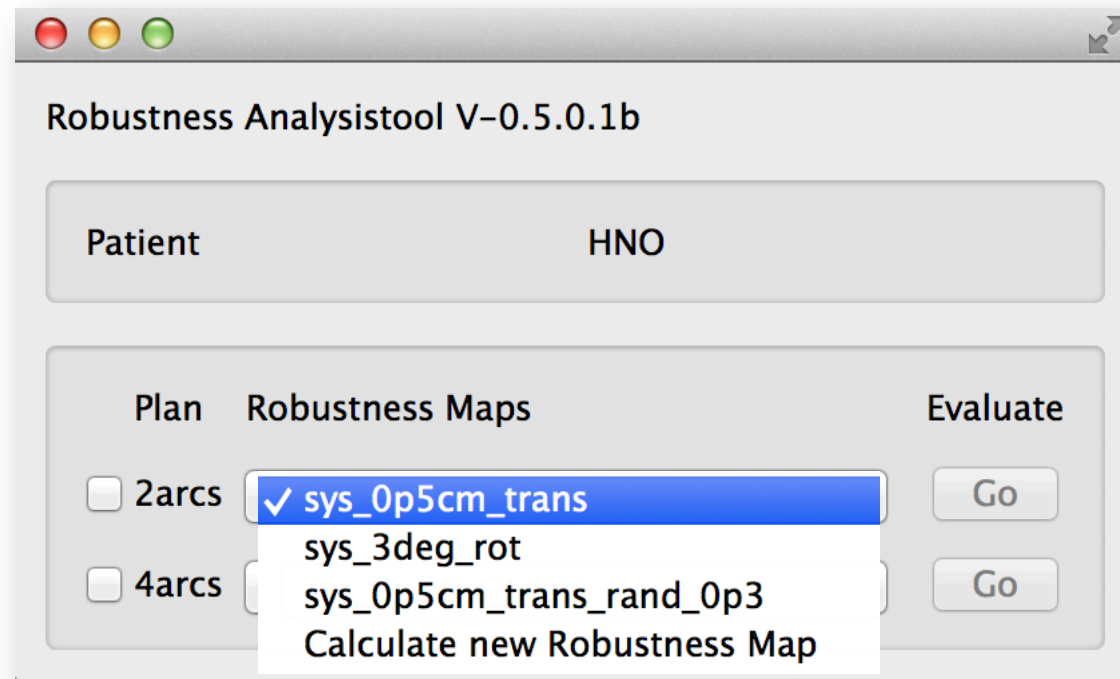 Robustness Analysistool V-0.5.0.1b
Patient HNO
Plan Robustness Maps Evaluate
2arcs sys_0p5cm_trans Go
sys_3deg_rot
4arcs sys_0p5cm_trans_rand_0p3 Go
Calculate new Robustness Map